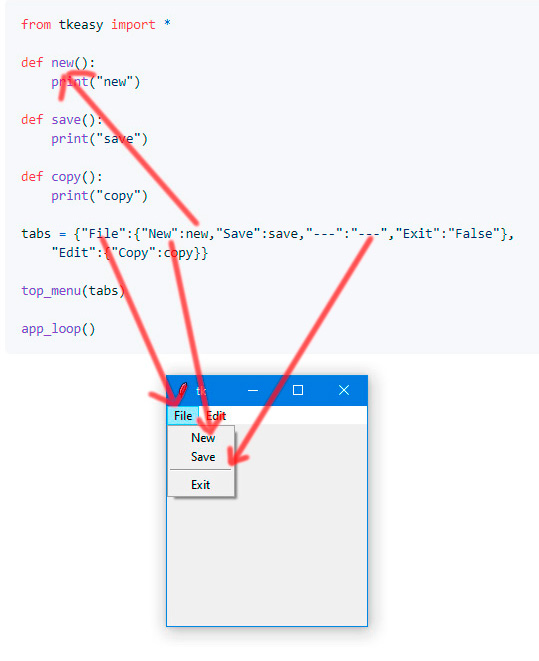 from tkeasy import *
def new():
print("new")
def save():
print("save")
def copy():
print("copy")
tabs = {"File":{"New":new,"Save":save,"---":"---","Exit":"False"},
"Edit":{"Copy":copy}}
top_menu(tabs)
app_loop()
tk
File Edit
New
Save
Exit